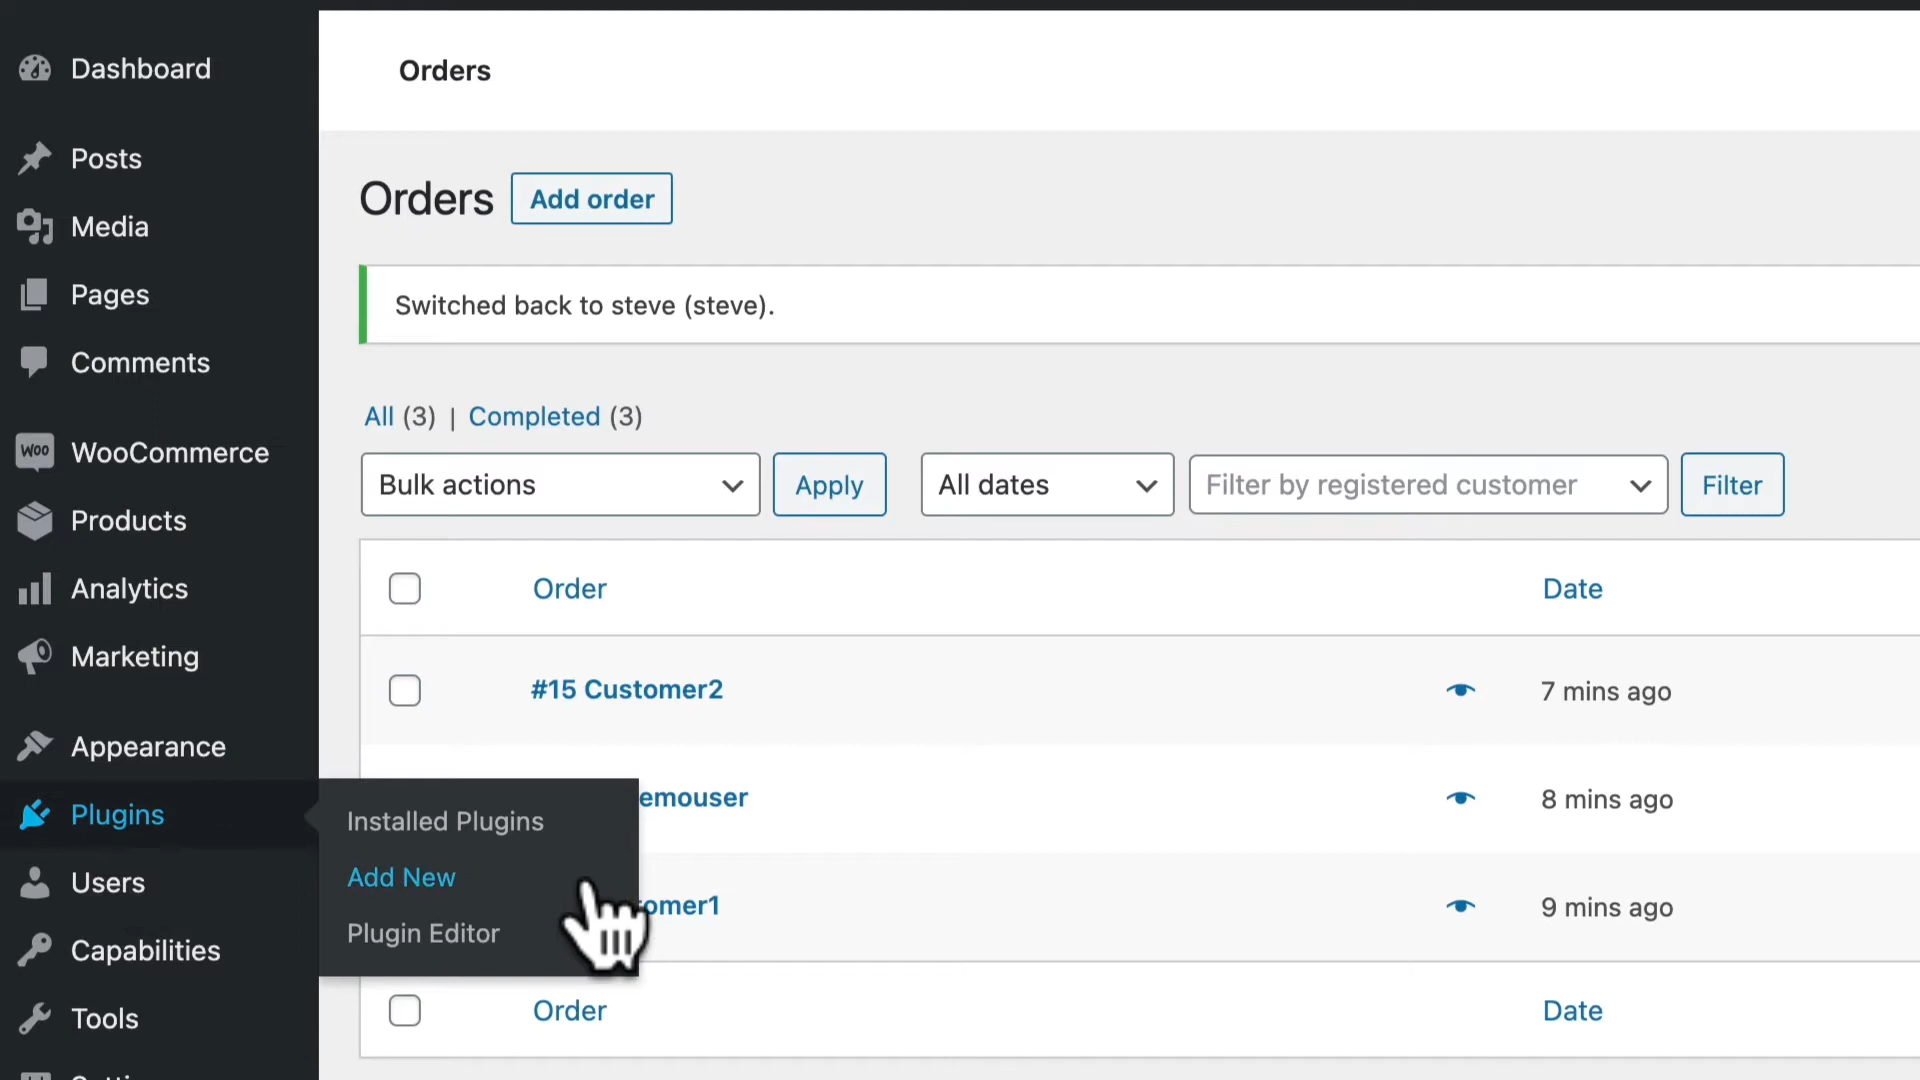 Dashboard
Posts
Media
Pages
Comments
WOO WooCommerce
Products
Analytics
Marketing
Appearance
Plugins
Users
Capabilities
Tools
Installed Plugins
Add New
Plugin Editor
Orders
Orders Add order
Switched back to steve (steve).
All (3) | Completed (3)
Bulk actions Apply All dates Filter by registered customer Filter
Order Date
#15 Customer2 7 mins ago
emouser 8 mins ago
omer1 9 mins ago
Order Date